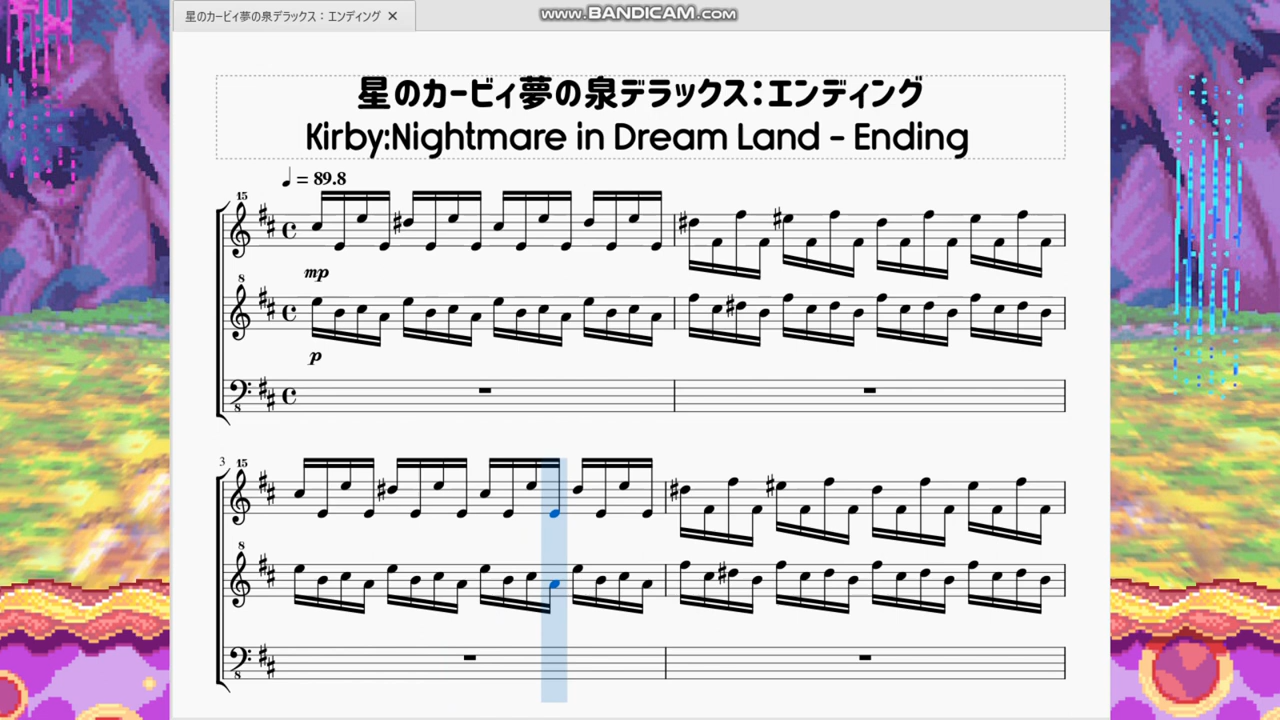 星のカービィ夢の泉デラックス：エンディング ✕
www.BANDICAM.com
星のカービィ夢の泉デラックス：エンディング
Kirby:Nightmare in Dream Land - Ending
♩ = 89.8
15
mp
8
p
8
3 15
8
8